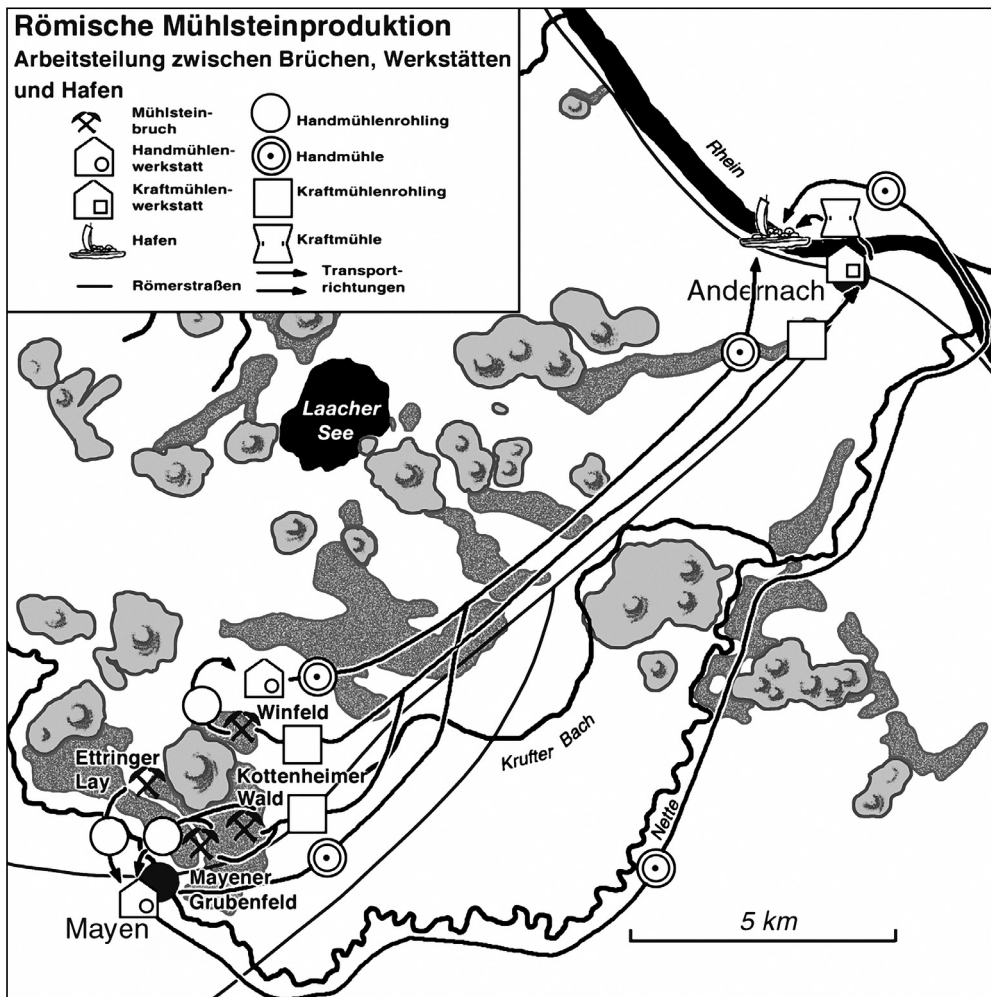 Römische Mühlsteinproduktion
Arbeitsteilung zwischen Brüchen, Werkstätten
und Hafen
Mühlstein-
bruch
Handmühlen-
werkstatt
Kraftmühlen-
werkstatt
Hafen
Römerstraßen
Handmühlenrohling
Handmühle
Kraftmühlenrohling
Kraftmühle
Transport-
richtungen
Rhein
Andernach
Laacher
See
Winfeld
Ettringer
Lay
Kottenheimer
Wald
Krufter Bach
Nette
Mayener
Grubenfeld
Mayen
5 km